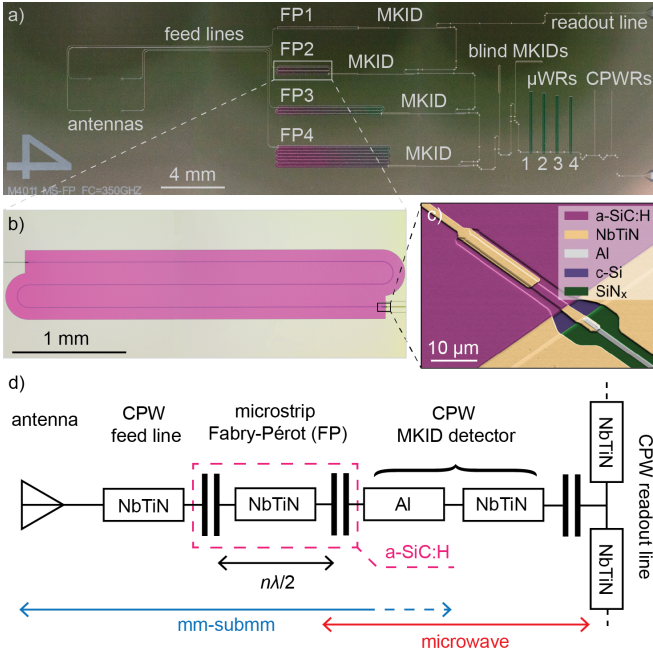 a)
feed lines
FP1
MKID
readout line
FP2
MKID
blind MKIDs
µWRs
CPWRs
FP3
MKID
antennas
FP4
MKID
1 2 3 4
4
4 mm
M4011 MS-FP FC=350GHZ
b)
1 mm
c)
a-SiC:H
NbTiN
Al
c-Si
SiNₓ
10 µm
d)
antenna
CPW
feed line
microstrip
Fabry-Pérot (FP)
CPW
MKID detector
CPW readout line
NbTiN
NbTiN
NbTiN
Al
NbTiN
NbTiN
a-SiC:H
nλ/2
mm-submm
microwave